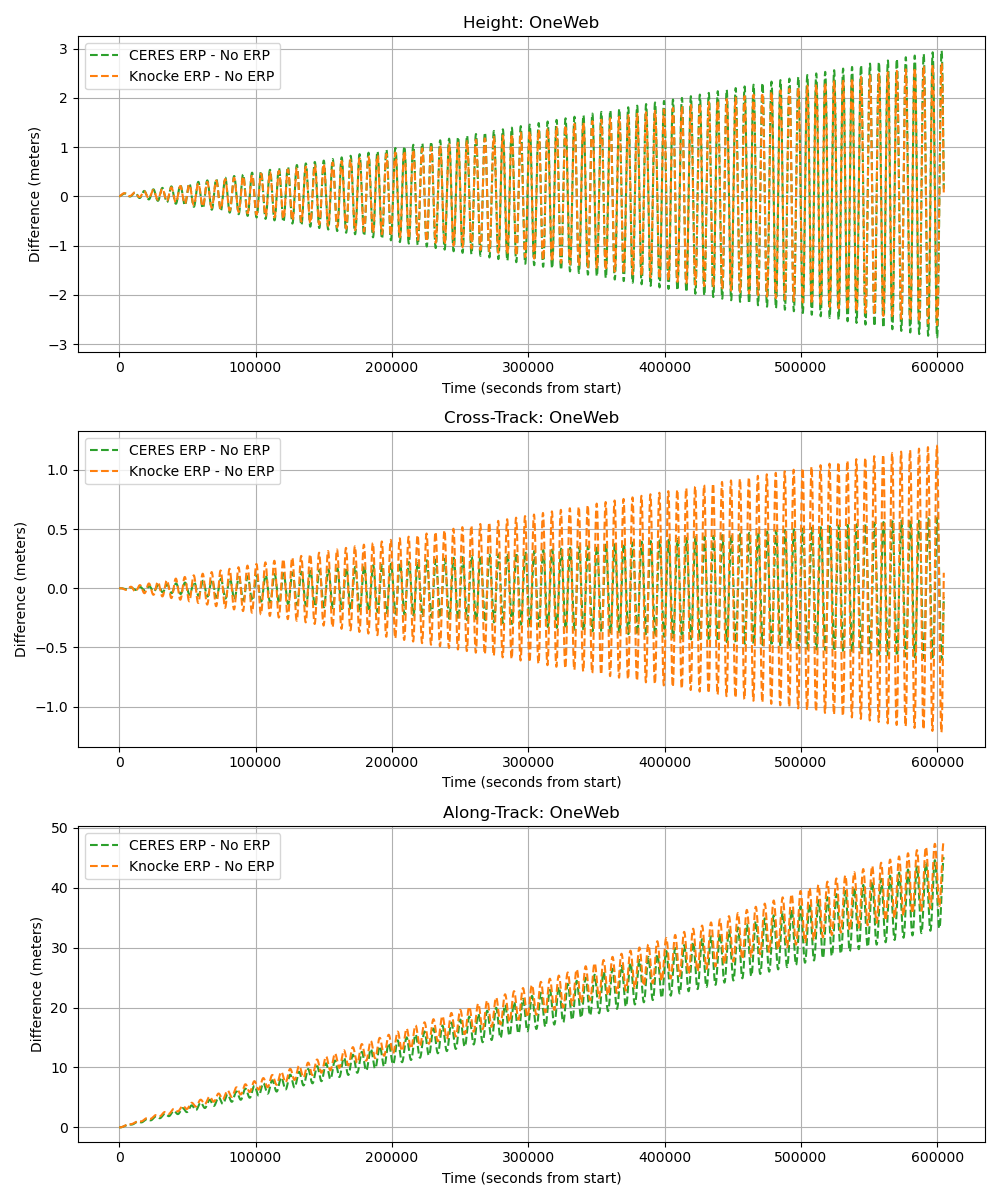 Height: OneWeb
CERES ERP - No ERP
Knocke ERP - No ERP
Difference (meters)
3
2
1
0
−1
−2
−3
0 100000 200000 300000 400000 500000 600000
Time (seconds from start)
Cross-Track: OneWeb
CERES ERP - No ERP
Knocke ERP - No ERP
Difference (meters)
1.0
0.5
0.0
−0.5
−1.0
0 100000 200000 300000 400000 500000 600000
Time (seconds from start)
Along-Track: OneWeb
CERES ERP - No ERP
Knocke ERP - No ERP
Difference (meters)
50
40
30
20
10
0
0 100000 200000 300000 400000 500000 600000
Time (seconds from start)